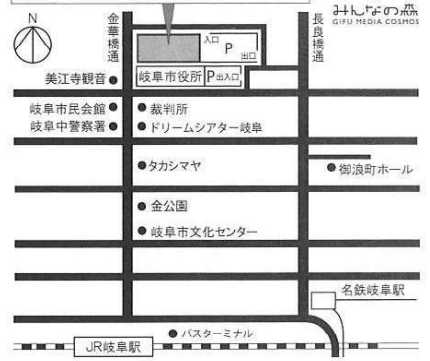 みんなの森
GIFU MEDIA COSMOS
N
金華橋通
長良橋通
入口
P
出口
岐阜市役所
P出入口
美江寺観音
岐阜市民会館
裁判所
岐阜中警察署
ドリームシアター岐阜
タカシマヤ
御浪町ホール
金公園
岐阜市文化センター
名鉄岐阜駅
バスターミナル
JR岐阜駅